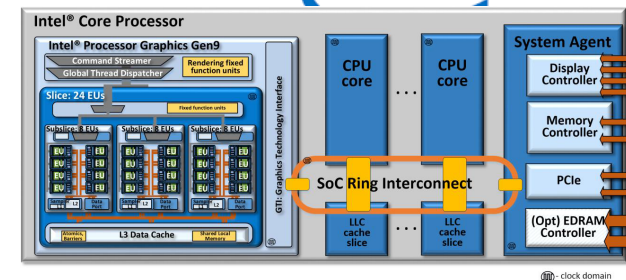 Intel® Core Processor
Intel® Processor Graphics Gen9
Command Streamer
Global Thread Dispatcher
Rendering fixed
function units
Slice: 24 EUs
Fixed function units
Subslice: 8 EUs
Subslice: 8 EUs
Subslice: 8 EUs
EU EU EU EU EU EU
EU EU EU EU EU EU
EU EU EU EU EU EU
EU EU EU EU EU EU
Sampler L2 Data Port
Sampler L2 Data Port
Sampler L2 Data Port
Atomics,
Barriers
L3 Data Cache
Shared Local
Memory
GTI: Graphics Technology Interface
CPU
core
...
CPU
core
SoC Ring Interconnect
LLC
cache
slice
...
LLC
cache
slice
System Agent
Display
Controller
Memory
Controller
PCIe
(Opt) EDRAM
Controller
- clock domain